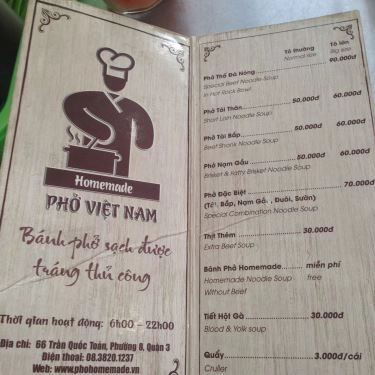 Homemade
PHỞ VIỆT NAM
Bánh phở sạch được
tráng thủ công
Thời gian hoạt động: 6h00 - 22h00
Địa chỉ: 66 Trần Quốc Toản, Phường 8, Quận 3
Điện thoại: 08.3820.1237
Web: www.phohomemade.vn
Tô thường Tô lớn
Normal size Big size
Phở Thố Đá Nóng 90.000đ
Special Beef Noodle Soup
In Hot Rock Bowl
Phở Tái Thăn 50.000đ 60.000đ
Short Loin Noodle Soup
Phở Tái Bắp 50.000đ 60.000đ
Beef Shank Noodle Soup
Phở Nạm Gầu 50.000đ 60.000đ
Brisket & Fatty Brisket Noodle Soup
Phở Đặc Biệt 70.000đ
(Tái, Bắp, Nạm Gầu, Đuôi, Sườn)
Special Combination Noodle Soup
Thịt Thêm 30.000đ
Extra Beef Soup
Bánh Phở Homemade miễn phí
Homemade Noodle Soup free
Without Beef
Tiết Hột Gà 30.000đ
Blood & Yolk soup
Quẩy 3.000đ/cái
Cruller